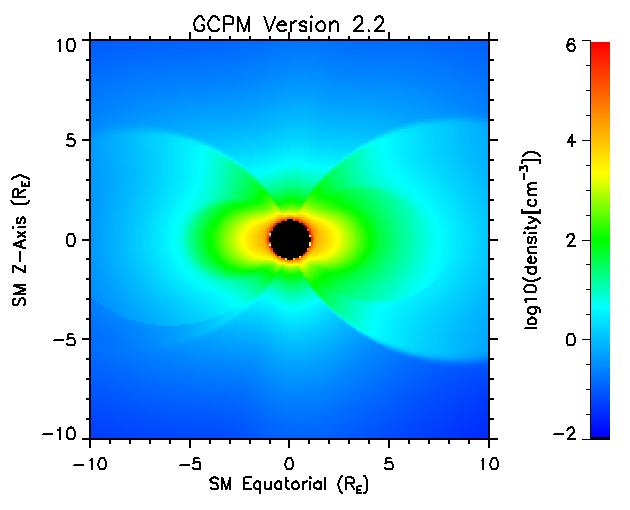 GCPM Version 2.2
10
5
0
−5
−10
−10 −5 0 5 10
SM Equatorial (RE)
SM Z−Axis (RE)
6
4
2
0
−2
log10(density[cm−3])